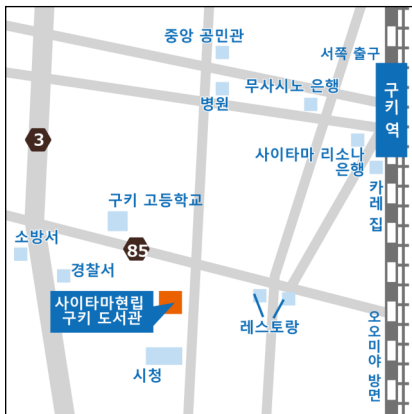 중앙 공민관
서쪽 출구
구키 역
무사시노 은행
병원
3
사이타마 리소나
은행
카레 집
구키 고등학교
소방서
85
경찰서
사이타마현립
구키 도서관
레스토랑
오오미야 방면
시청